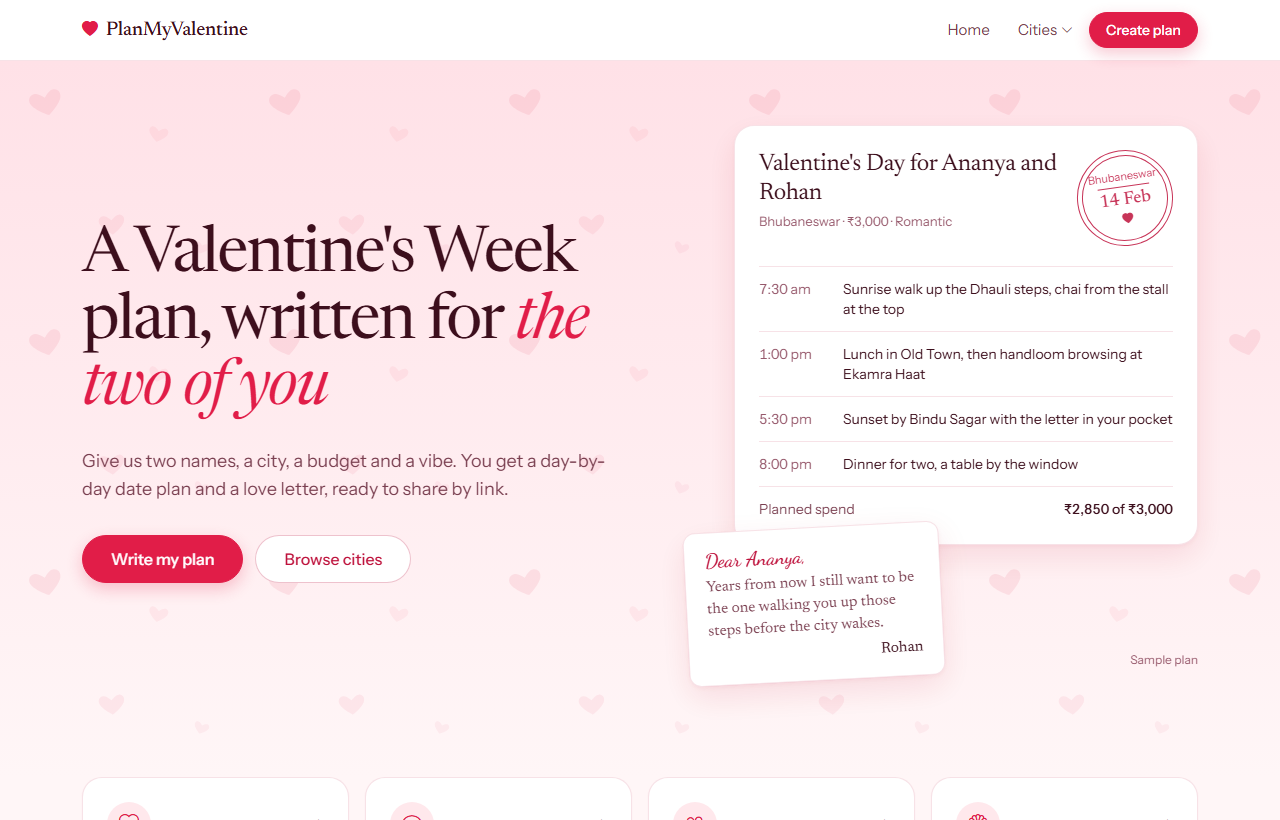 PlanMyValentine
Home
Cities
Create plan
A Valentine's Week
plan, written for the
two of you
Give us two names, a city, a budget and a vibe. You get a day-by-
day date plan and a love letter, ready to share by link.
Write my plan
Browse cities
Valentine's Day for Ananya and
Rohan
Bhubaneswar · ₹3,000 · Romantic
Bhubaneswar
14 Feb
7:30 am
Sunrise walk up the Dhauli steps, chai from the stall
at the top
1:00 pm
Lunch in Old Town, then handloom browsing at
Ekamra Haat
5:30 pm
Sunset by Bindu Sagar with the letter in your pocket
8:00 pm
Dinner for two, a table by the window
Planned spend
₹2,850 of ₹3,000
Dear Ananya,
Years from now I still want to be
the one walking you up those
steps before the city wakes.
Rohan
Sample plan